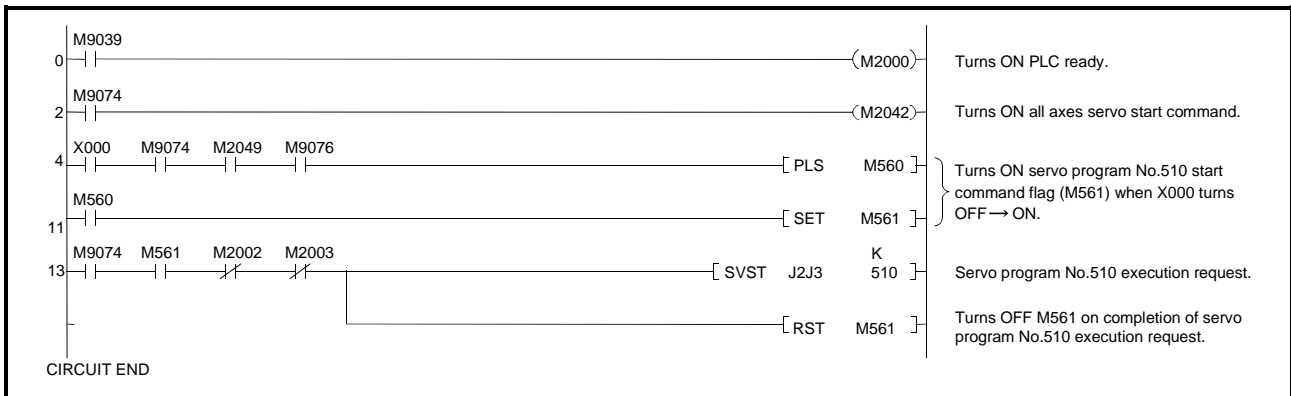 M9039
0 (M2000) Turns ON PLC ready.
M9074
2 (M2042) Turns ON all axes servo start command.
X000 M9074 M2049 M9076
4 [ PLS M560 ] Turns ON servo program No.510 start
command flag (M561) when X000 turns
OFF → ON.
M560
11 [ SET M561 ]
M9074 M561 M2002 M2003 K
13 [ SVST J2J3 510 ] Servo program No.510 execution request.
[ RST M561 ] Turns OFF M561 on completion of servo
program No.510 execution request.
CIRCUIT END